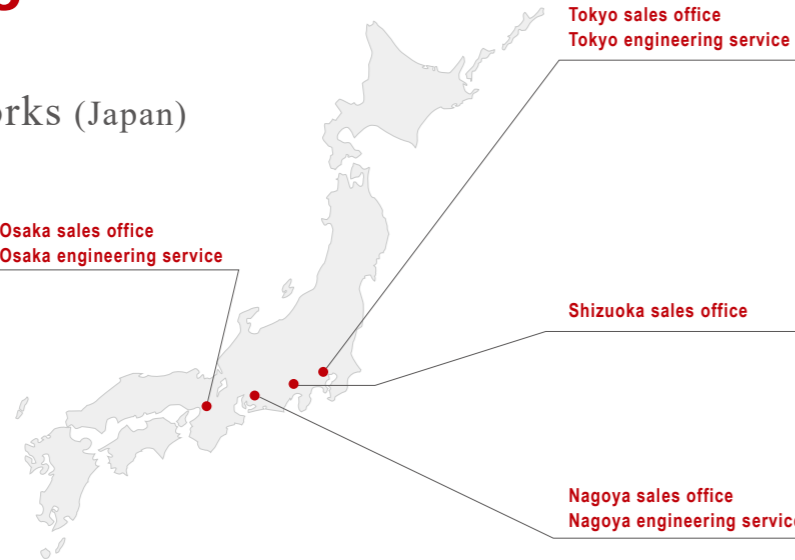 orks (Japan)
Tokyo sales office
Tokyo engineering service
Osaka sales office
Osaka engineering service
Shizuoka sales office
Nagoya sales office
Nagoya engineering service